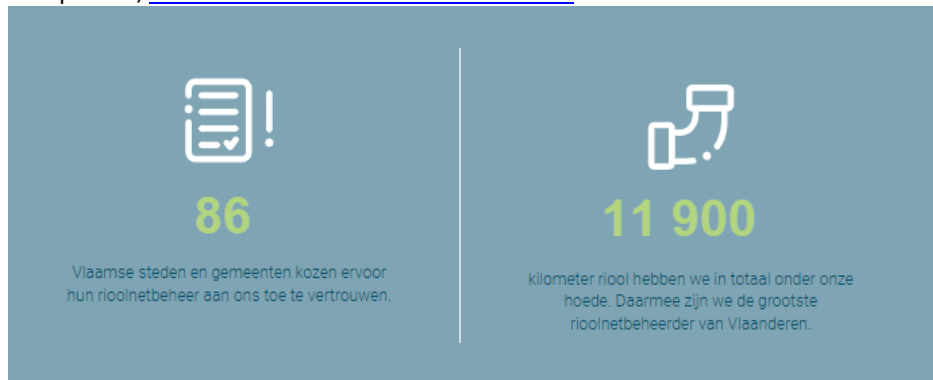 86
Vlaamse steden en gemeenten kozen ervoor
hun rioolnetbeheer aan ons toe te vertrouwen.
11 900
kilometer riool hebben we in totaal onder onze
hoede. Daarmee zijn we de grootste
rioolnetbeheerder van Vlaanderen.